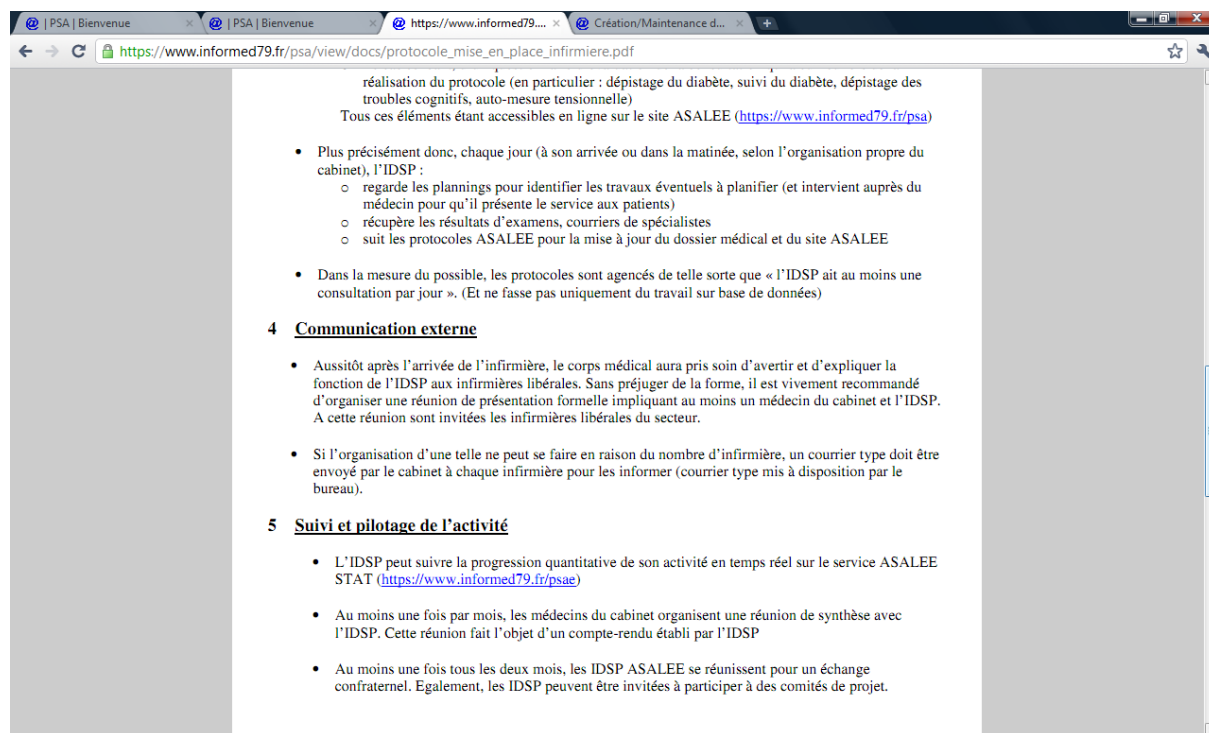 | PSA | Bienvenue
| PSA | Bienvenue
https://www.informed79....
Création/Maintenance d...
https://www.informed79.fr/psa/view/docs/protocole_mise_en_place_infirmiere.pdf
réalisation du protocole (en particulier : dépistage du diabète, suivi du diabète, dépistage des
troubles cognitifs, auto-mesure tensionnelle)
Tous ces éléments étant accessibles en ligne sur le site ASALEE (https://www.informed79.fr/psa)
• Plus précisément donc, chaque jour (à son arrivée ou dans la matinée, selon l'organisation propre du
cabinet), l'IDSP :
o regarde les plannings pour identifier les travaux éventuels à planifier (et intervient auprès du
médecin pour qu'il présente le service aux patients)
o récupère les résultats d'examens, courriers de spécialistes
o suit les protocoles ASALEE pour la mise à jour du dossier médical et du site ASALEE
• Dans la mesure du possible, les protocoles sont agencés de telle sorte que « l'IDSP ait au moins une
consultation par jour ». (Et ne fasse pas uniquement du travail sur base de données)
4 Communication externe
• Aussitôt après l'arrivée de l'infirmière, le corps médical aura pris soin d'avertir et d'expliquer la
fonction de l'IDSP aux infirmières libérales. Sans préjuger de la forme, il est vivement recommandé
d'organiser une réunion de présentation formelle impliquant au moins un médecin du cabinet et l'IDSP.
A cette réunion sont invitées les infirmières libérales du secteur.
• Si l'organisation d'une telle ne peut se faire en raison du nombre d'infirmière, un courrier type doit être
envoyé par le cabinet à chaque infirmière pour les informer (courrier type mis à disposition par le
bureau).
5 Suivi et pilotage de l'activité
• L'IDSP peut suivre la progression quantitative de son activité en temps réel sur le service ASALEE
STAT (https://www.informed79.fr/psae)
• Au moins une fois par mois, les médecins du cabinet organisent une réunion de synthèse avec
l'IDSP. Cette réunion fait l'objet d'un compte-rendu établi par l'IDSP
• Au moins une fois tous les deux mois, les IDSP ASALEE se réunissent pour un échange
confraternel. Egalement, les IDSP peuvent être invitées à participer à des comités de projet.